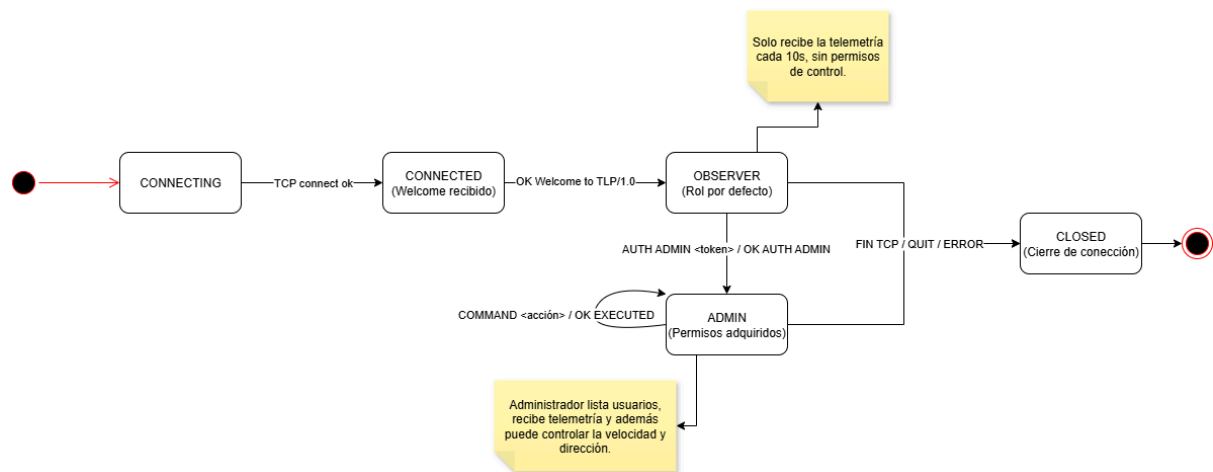 Solo recibe la telemetría
cada 10s, sin permisos
de control.
CONNECTING
TCP connect ok
CONNECTED
(Welcome recibido)
OK Welcome to TLP/1.0
OBSERVER
(Rol por defecto)
AUTH ADMIN <token> / OK AUTH ADMIN
FIN TCP / QUIT / ERROR
CLOSED
(Cierre de conección)
COMMAND <acción> / OK EXECUTED
ADMIN
(Permisos adquiridos)
Administrador lista usuarios,
recibe telemetría y además
puede controlar la velocidad y
dirección.